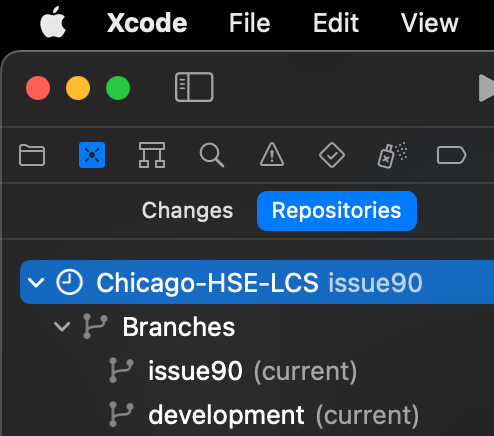 Xcode File Edit View
Changes Repositories
Chicago-HSE-LCS issue90
Branches
issue90 (current)
development (current)